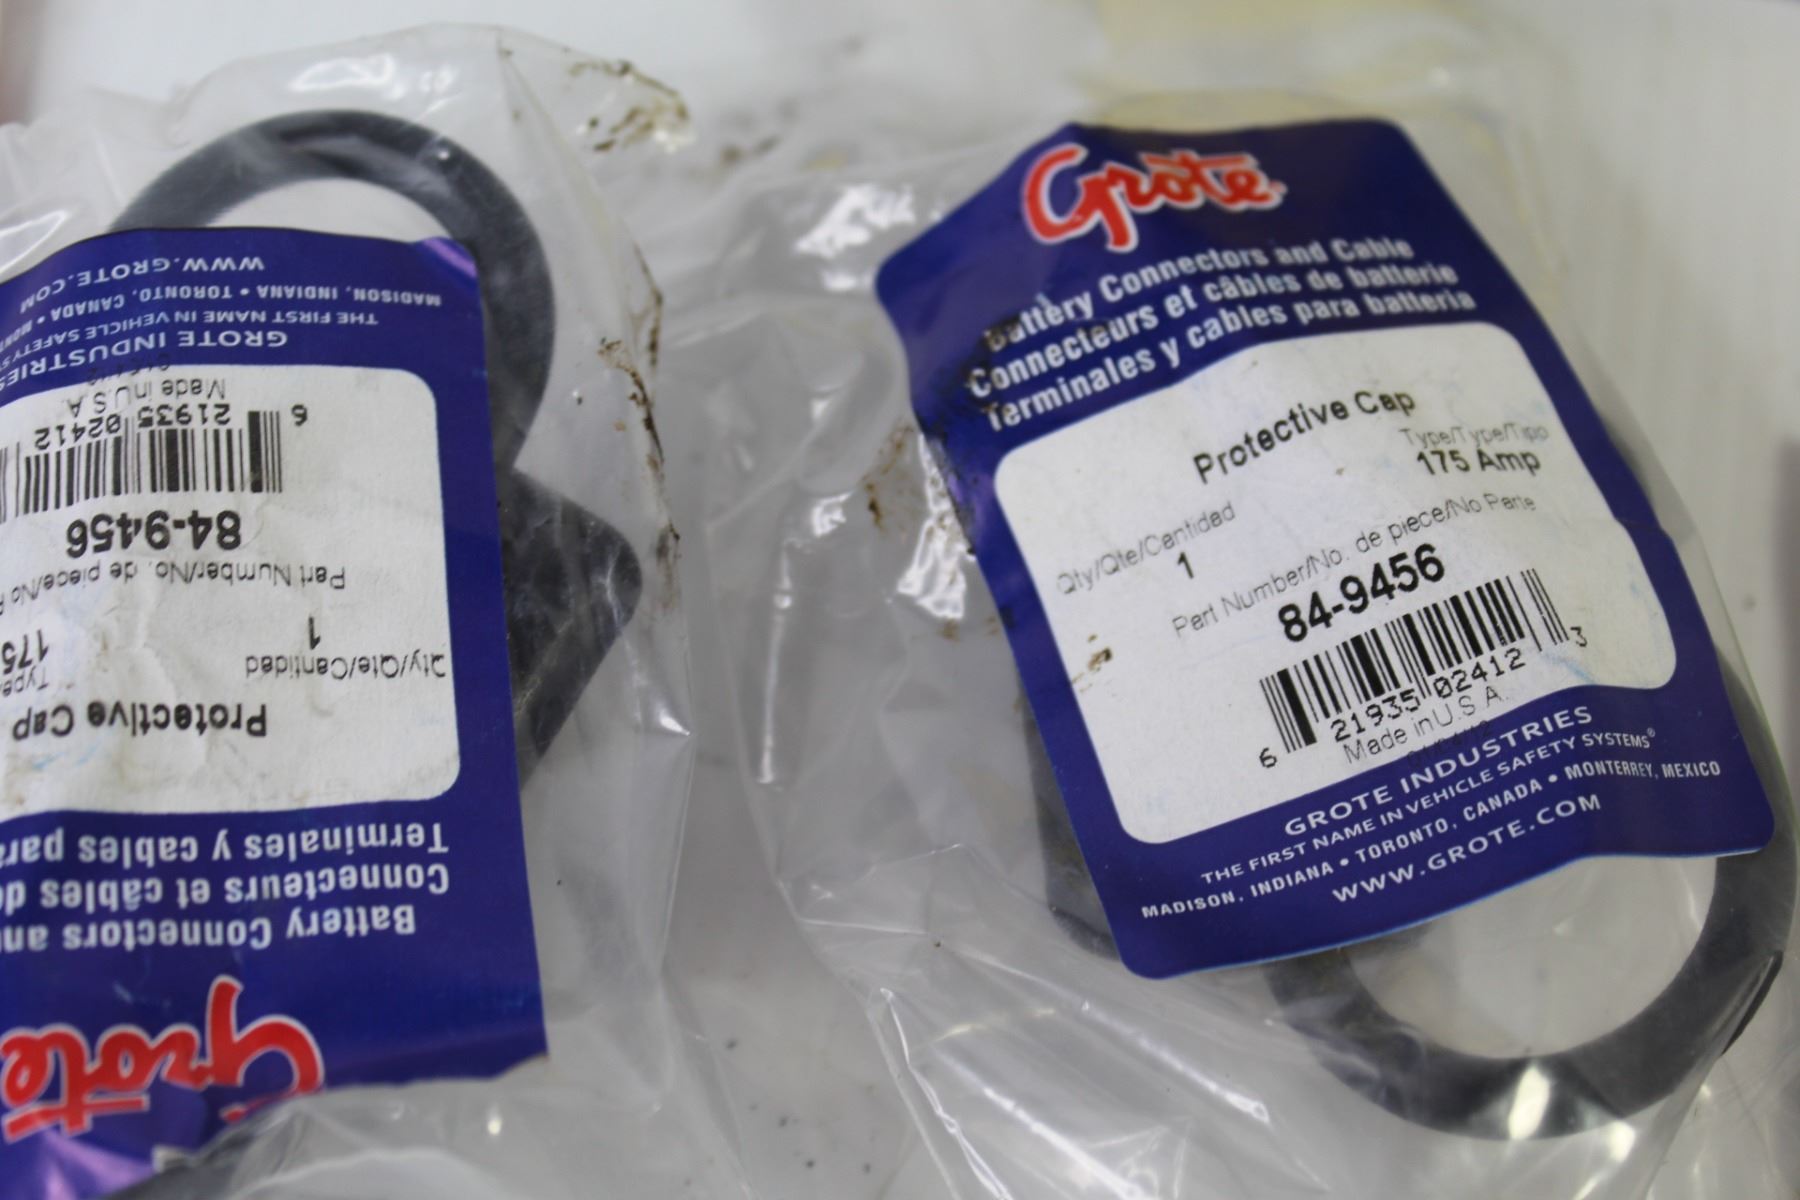 Grote
Battery Connectors and Cable
Connecteurs et câbles de batterie
Terminales y cables para batteria
Protective Cap
Type/Type/Tipo
175 Amp
Qty/Qte/Cantidad
1
Part Number/No. de piece/No Parte
84-9456
6 21935 02412 3
Made in U.S.A.
GROTE INDUSTRIES
THE FIRST NAME IN VEHICLE SAFETY SYSTEMS®
MADISON, INDIANA • TORONTO, CANADA • MONTERREY, MEXICO
WWW.GROTE.COM
Grote
Battery Connectors
Connecteurs et câbles
Terminales y cables
Protective Cap
Qty/Qte/Cantidad
1
175
Part Number/No. de piece/No
84-9456
6 21935 02412
Made in U.S.A.
GROTE INDUSTRIES
THE FIRST NAME IN VEHICLE SAFETY
MADISON, INDIANA • TORONTO, CANADA •
WWW.GROTE.COM